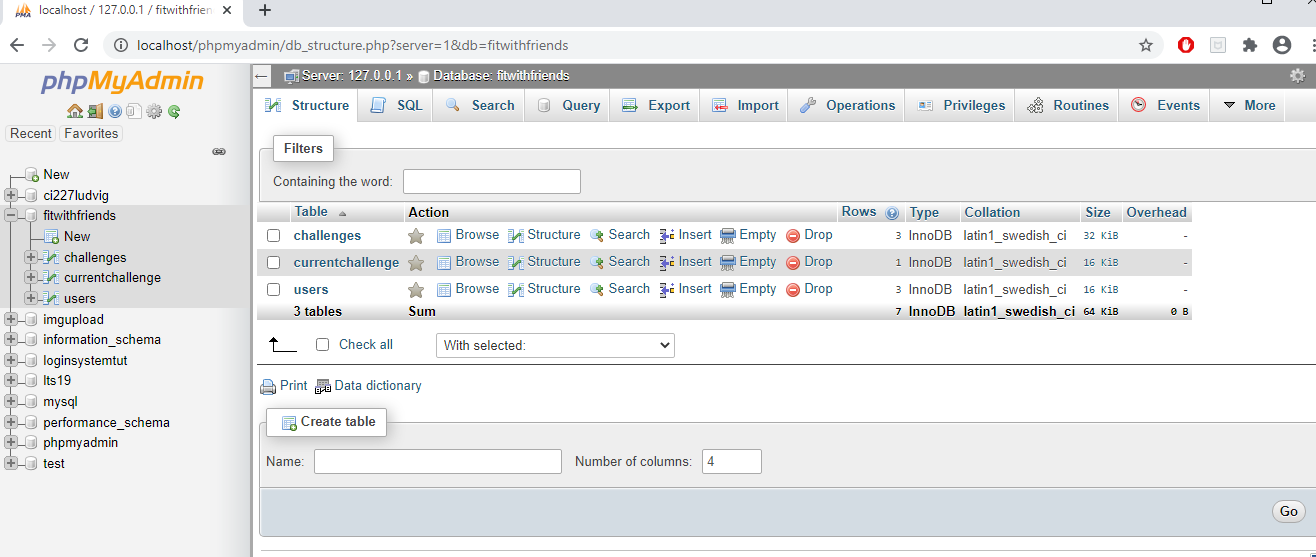 localhost / 127.0.0.1 / fitwithfriends
localhost/phpmyadmin/db_structure.php?server=1&db=fitwithfriends
phpMyAdmin
Recent Favorites
New
ci227ludvig
fitwithfriends
New
challenges
currentchallenge
users
imgupload
information_schema
loginsystemtut
lts19
mysql
performance_schema
phpmyadmin
test
Server: 127.0.0.1 » Database: fitwithfriends
Structure SQL Search Query Export Import Operations Privileges Routines Events More
Filters
Containing the word:
Table Action Rows Type Collation Size Overhead
challenges Browse Structure Search Insert Empty Drop 3 InnoDB latin1_swedish_ci 32 KiB -
currentchallenge Browse Structure Search Insert Empty Drop 1 InnoDB latin1_swedish_ci 16 KiB -
users Browse Structure Search Insert Empty Drop 3 InnoDB latin1_swedish_ci 16 KiB -
3 tables Sum 7 InnoDB latin1_swedish_ci 64 KiB 0 B
Check all With selected:
Print Data dictionary
Create table
Name: Number of columns: 4
Go